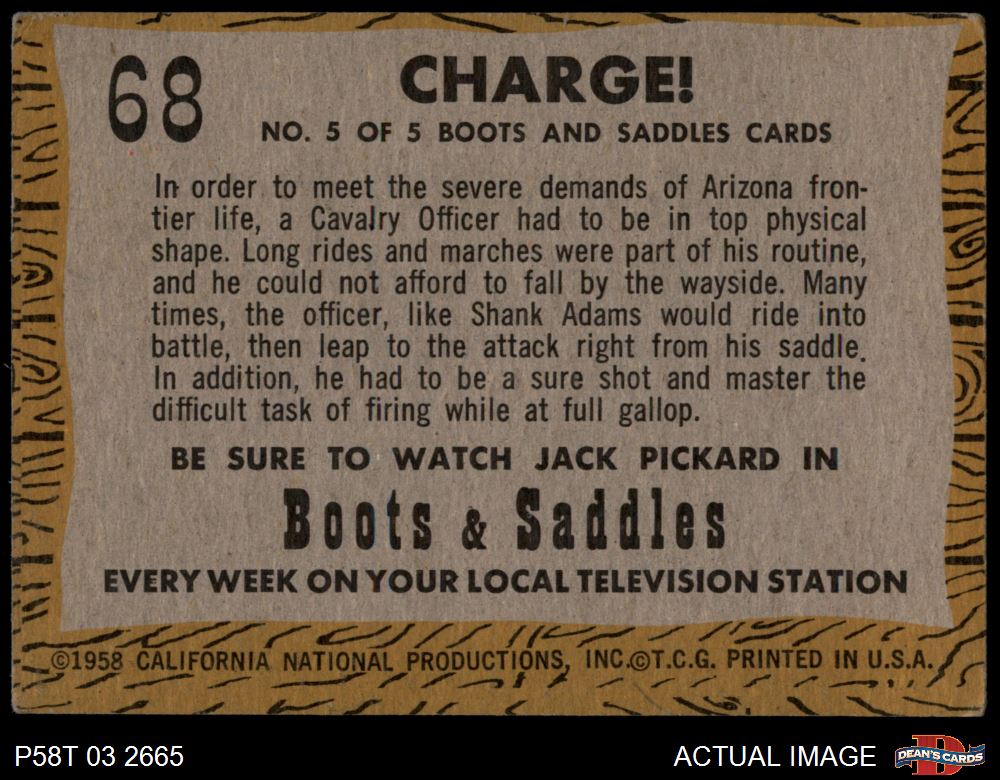 68
CHARGE!
NO. 5 OF 5 BOOTS AND SADDLES CARDS
In order to meet the severe demands of Arizona fron-
tier life, a Cavalry Officer had to be in top physical
shape. Long rides and marches were part of his routine,
and he could not afford to fall by the wayside. Many
times, the officer, like Shank Adams would ride into
battle, then leap to the attack right from his saddle.
In addition, he had to be a sure shot and master the
difficult task of firing while at full gallop.
BE SURE TO WATCH JACK PICKARD IN
Boots & Saddles
EVERY WEEK ON YOUR LOCAL TELEVISION STATION
©1958 CALIFORNIA NATIONAL PRODUCTIONS, INC.©T.C.G. PRINTED IN U.S.A.
P58T 03 2665
ACTUAL IMAGE
D
DEAN'S CARDS